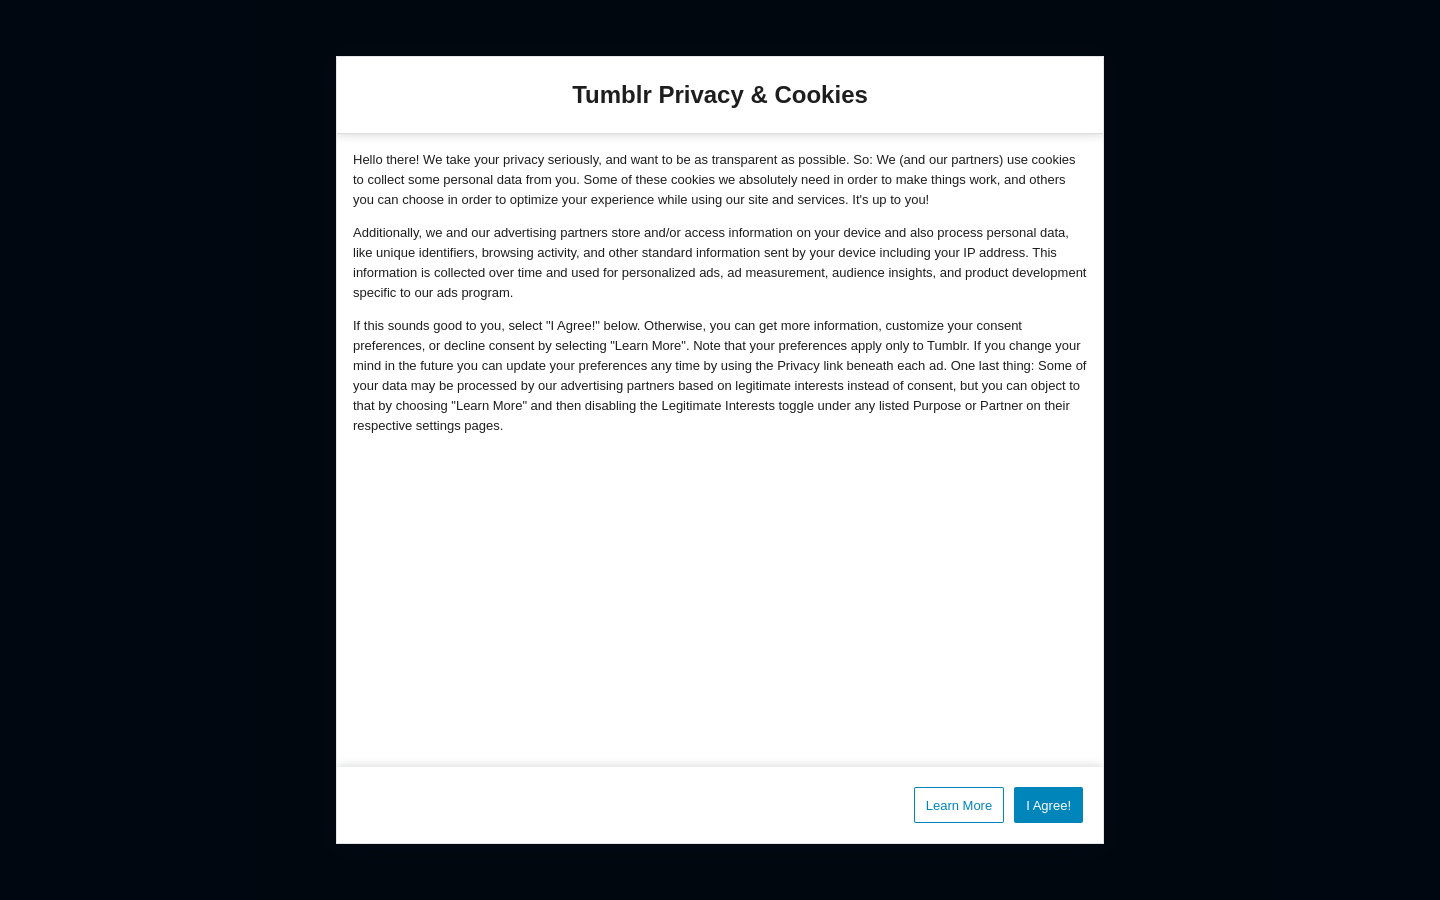 Tumblr Privacy & Cookies
Hello there! We take your privacy seriously, and want to be as transparent as possible. So: We (and our partners) use cookies
to collect some personal data from you. Some of these cookies we absolutely need in order to make things work, and others
you can choose in order to optimize your experience while using our site and services. It's up to you!
Additionally, we and our advertising partners store and/or access information on your device and also process personal data,
like unique identifiers, browsing activity, and other standard information sent by your device including your IP address. This
information is collected over time and used for personalized ads, ad measurement, audience insights, and product development
specific to our ads program.
If this sounds good to you, select "I Agree!" below. Otherwise, you can get more information, customize your consent
preferences, or decline consent by selecting "Learn More". Note that your preferences apply only to Tumblr. If you change your
mind in the future you can update your preferences any time by using the Privacy link beneath each ad. One last thing: Some of
your data may be processed by our advertising partners based on legitimate interests instead of consent, but you can object to
that by choosing "Learn More" and then disabling the Legitimate Interests toggle under any listed Purpose or Partner on their
respective settings pages.
Learn More
I Agree!